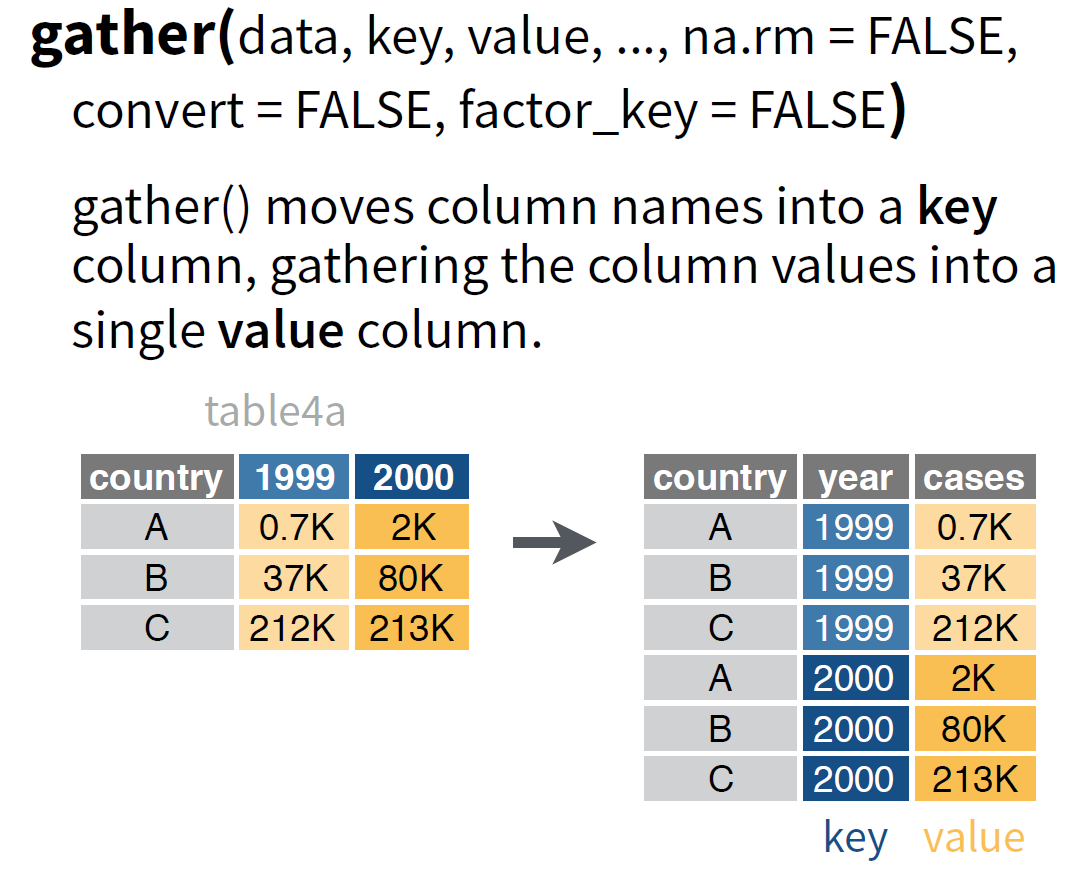 gather(data, key, value, ..., na.rm = FALSE,
convert = FALSE, factor_key = FALSE)
gather() moves column names into a key
column, gathering the column values into a
single value column.
table4a
country 1999 2000
A 0.7K 2K
B 37K 80K
C 212K 213K
country year cases
A 1999 0.7K
B 1999 37K
C 1999 212K
A 2000 2K
B 2000 80K
C 2000 213K
key value